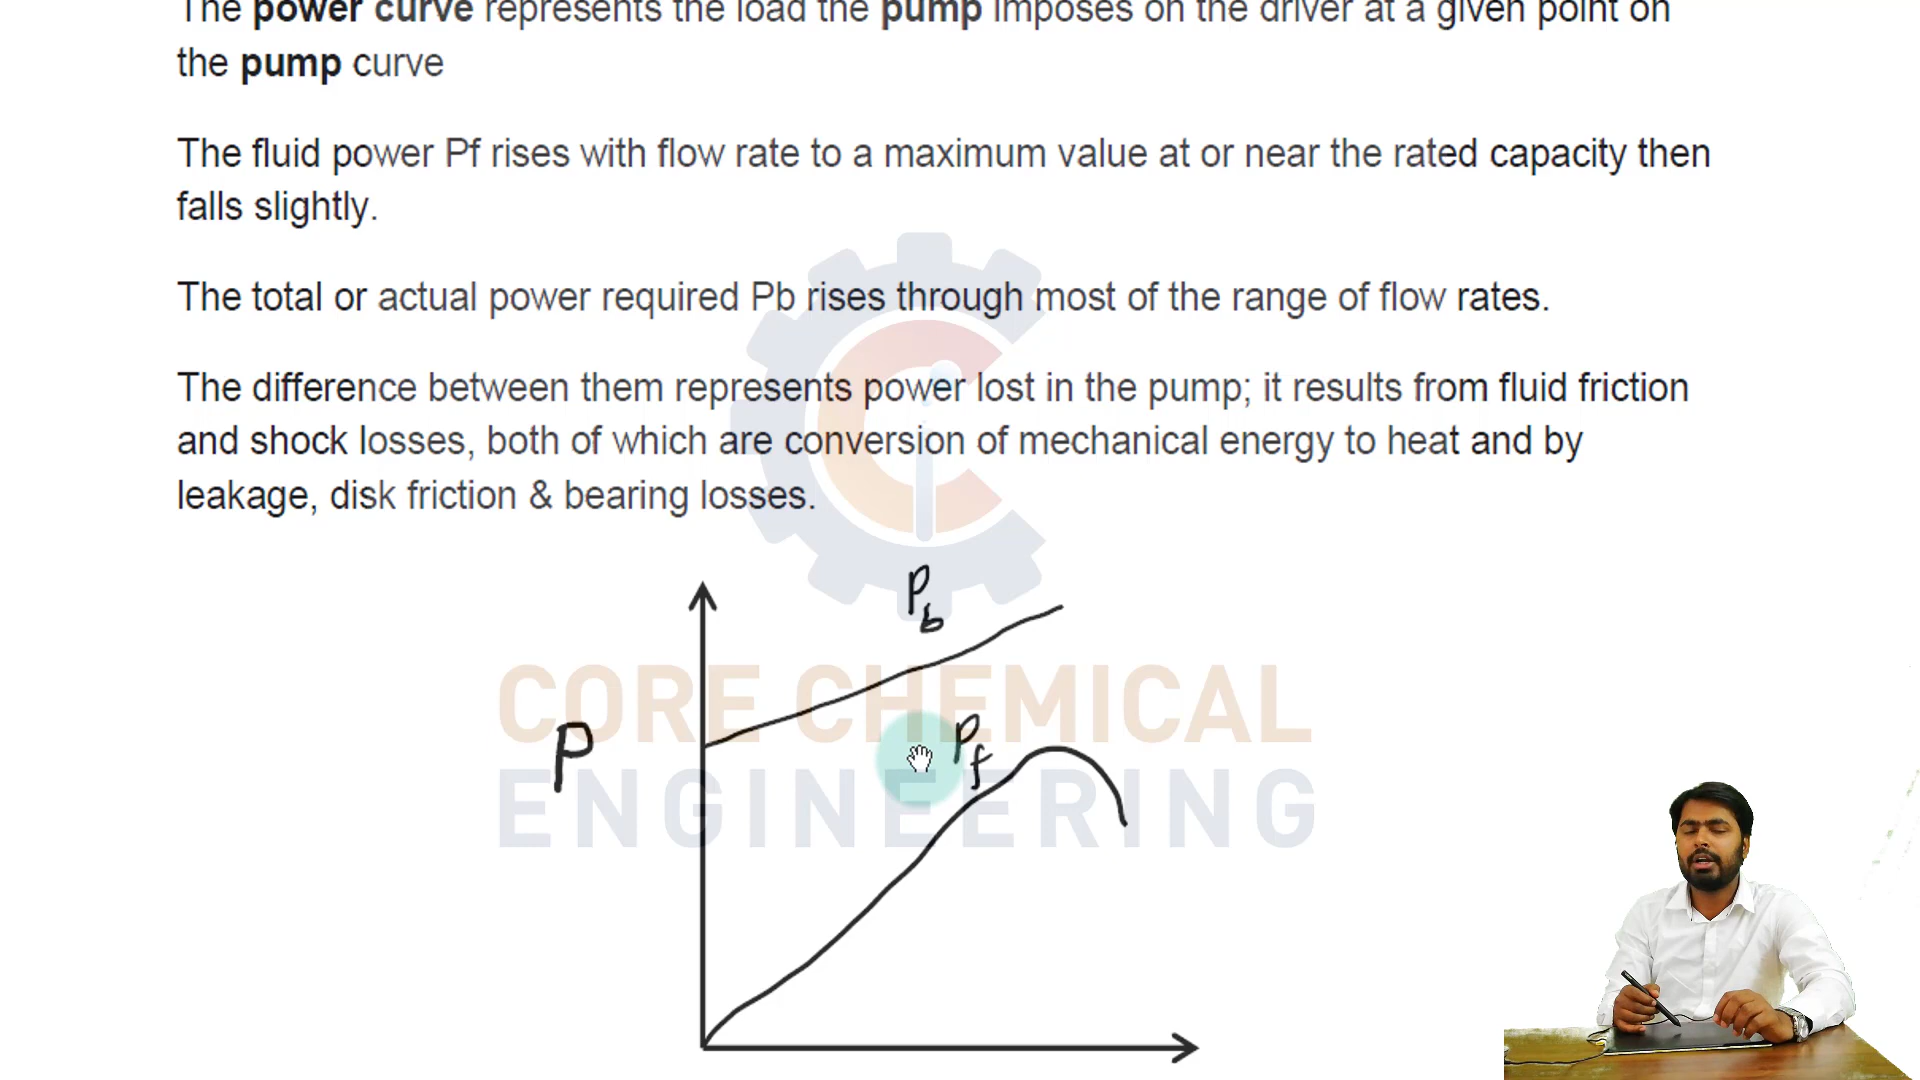 The power curve represents the load the pump imposes on the driver at a given point on
the pump curve
The fluid power Pf rises with flow rate to a maximum value at or near the rated capacity then
falls slightly.
The total or actual power required Pb rises through most of the range of flow rates.
The difference between them represents power lost in the pump; it results from fluid friction
and shock losses, both of which are conversion of mechanical energy to heat and by
leakage, disk friction & bearing losses.
Pb
CORE CHEMICAL
P
Pf
ENGINEERING